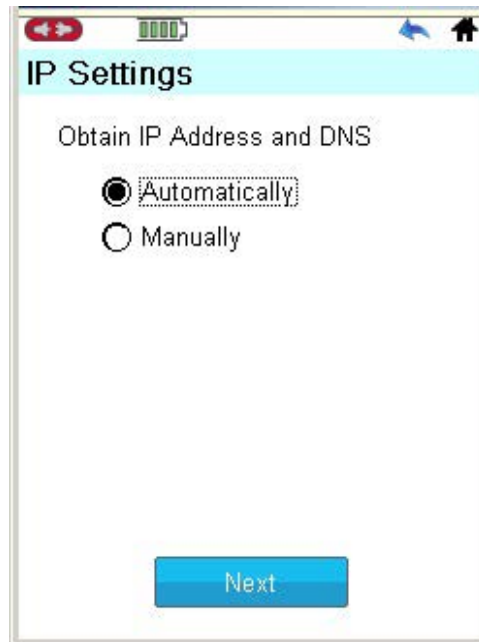 IP Settings
Obtain IP Address and DNS
Automatically
Manually
Next